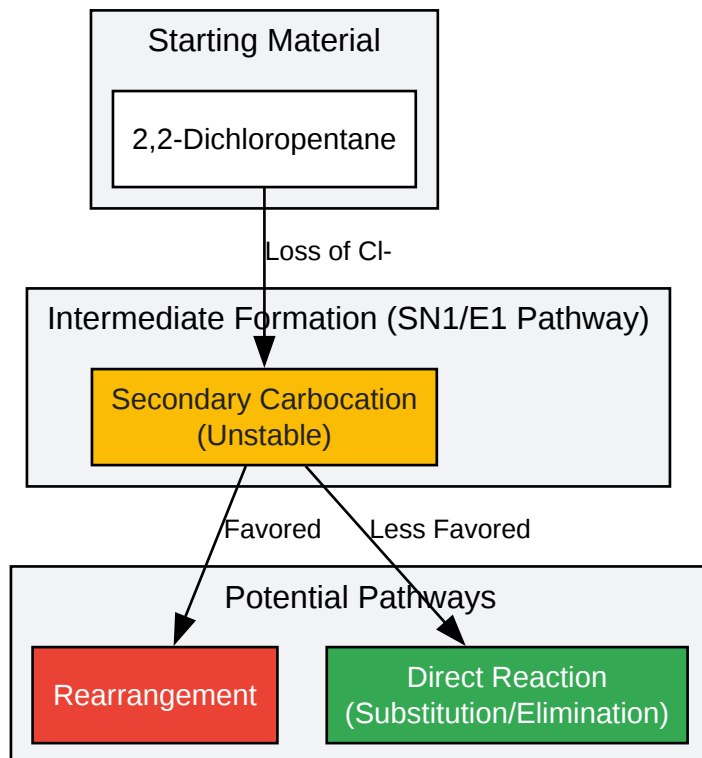 Starting Material
2,2-Dichloropentane
Loss of Cl-
Intermediate Formation (SN1/E1 Pathway)
Secondary Carbocation
(Unstable)
Favored
Less Favored
Potential Pathways
Rearrangement
Direct Reaction
(Substitution/Elimination)